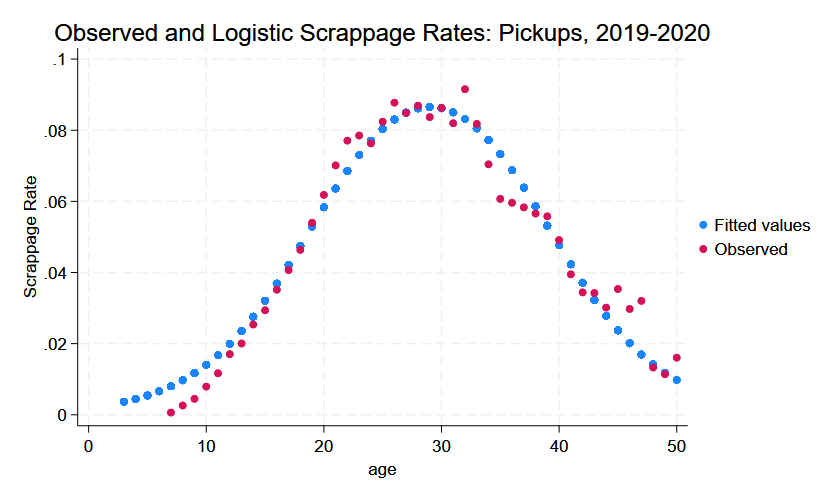 Observed and Logistic Scrappage Rates: Pickups, 2019-2020
Scrappage Rate
.1
.08
.06
.04
.02
0
0 10 20 30 40 50
age
Fitted values
Observed